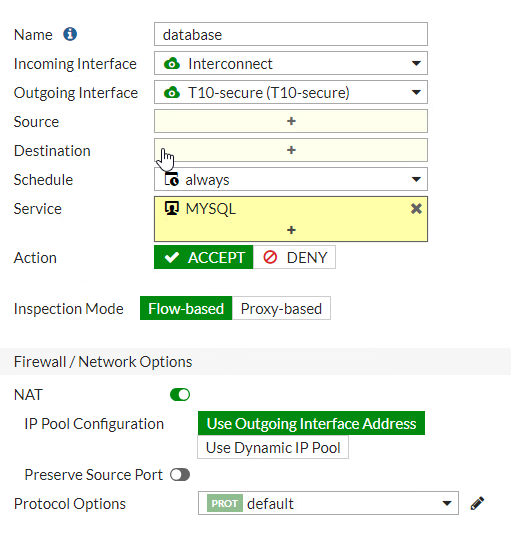 Name database
Incoming Interface Interconnect
Outgoing Interface T10-secure (T10-secure)
Source +
Destination +
Schedule always
Service MYSQL
+
Action ACCEPT DENY
Inspection Mode Flow-based Proxy-based
Firewall / Network Options
NAT
IP Pool Configuration Use Outgoing Interface Address
Use Dynamic IP Pool
Preserve Source Port
Protocol Options PROT default